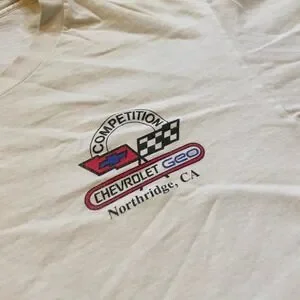 COMPETITION
CHEVROLET Geo
Northridge, CA